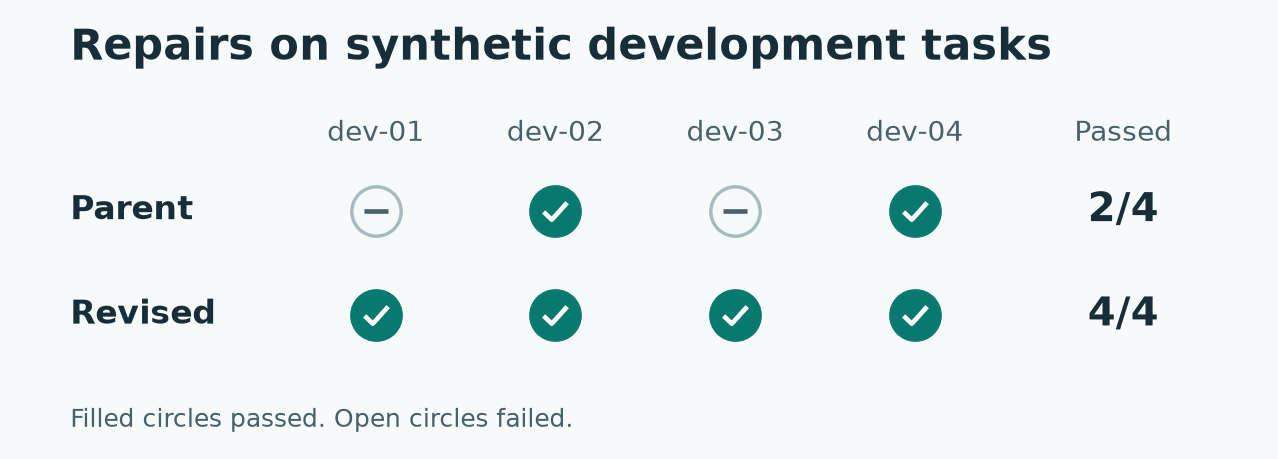 Repairs on synthetic development tasks
dev-01 dev-02 dev-03 dev-04 Passed
Parent 2/4
Revised 4/4
Filled circles passed. Open circles failed.